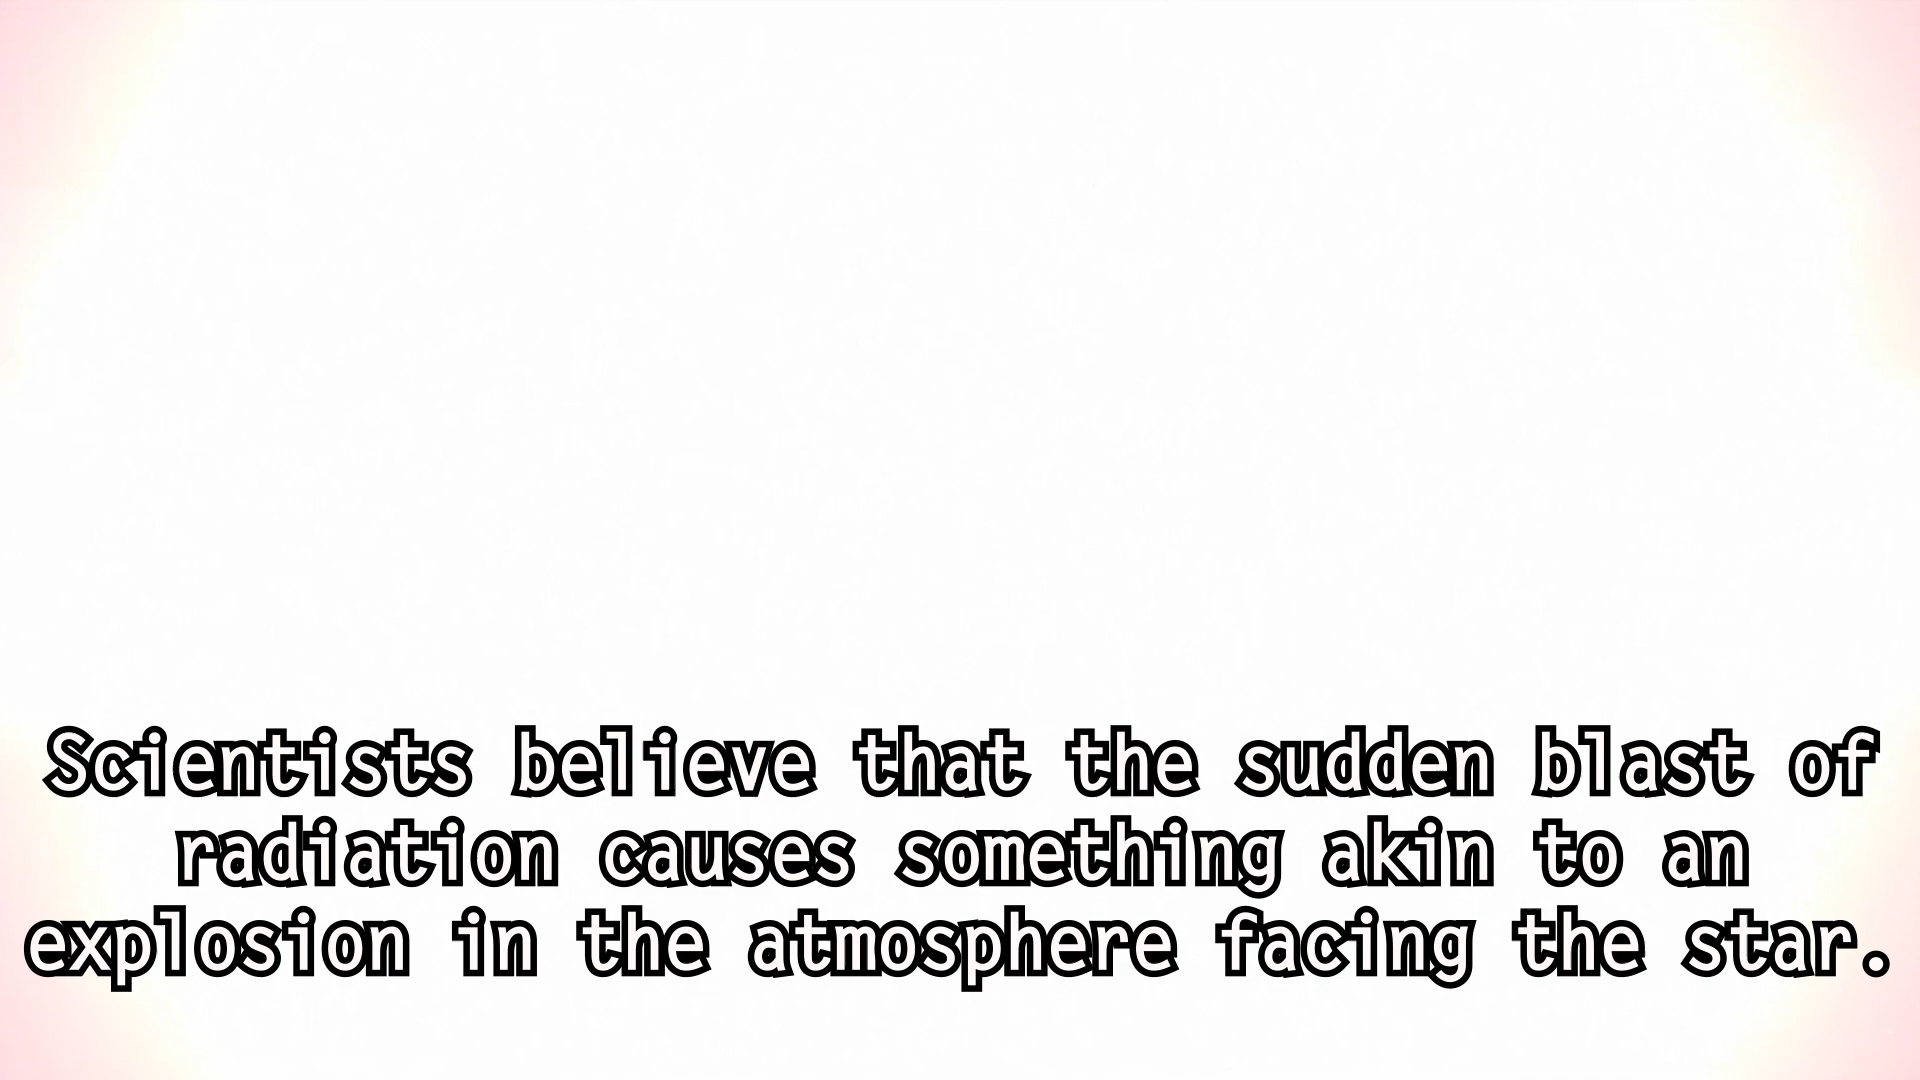 Scientists believe that the sudden blast of
radiation causes something akin to an
explosion in the atmosphere facing the star.